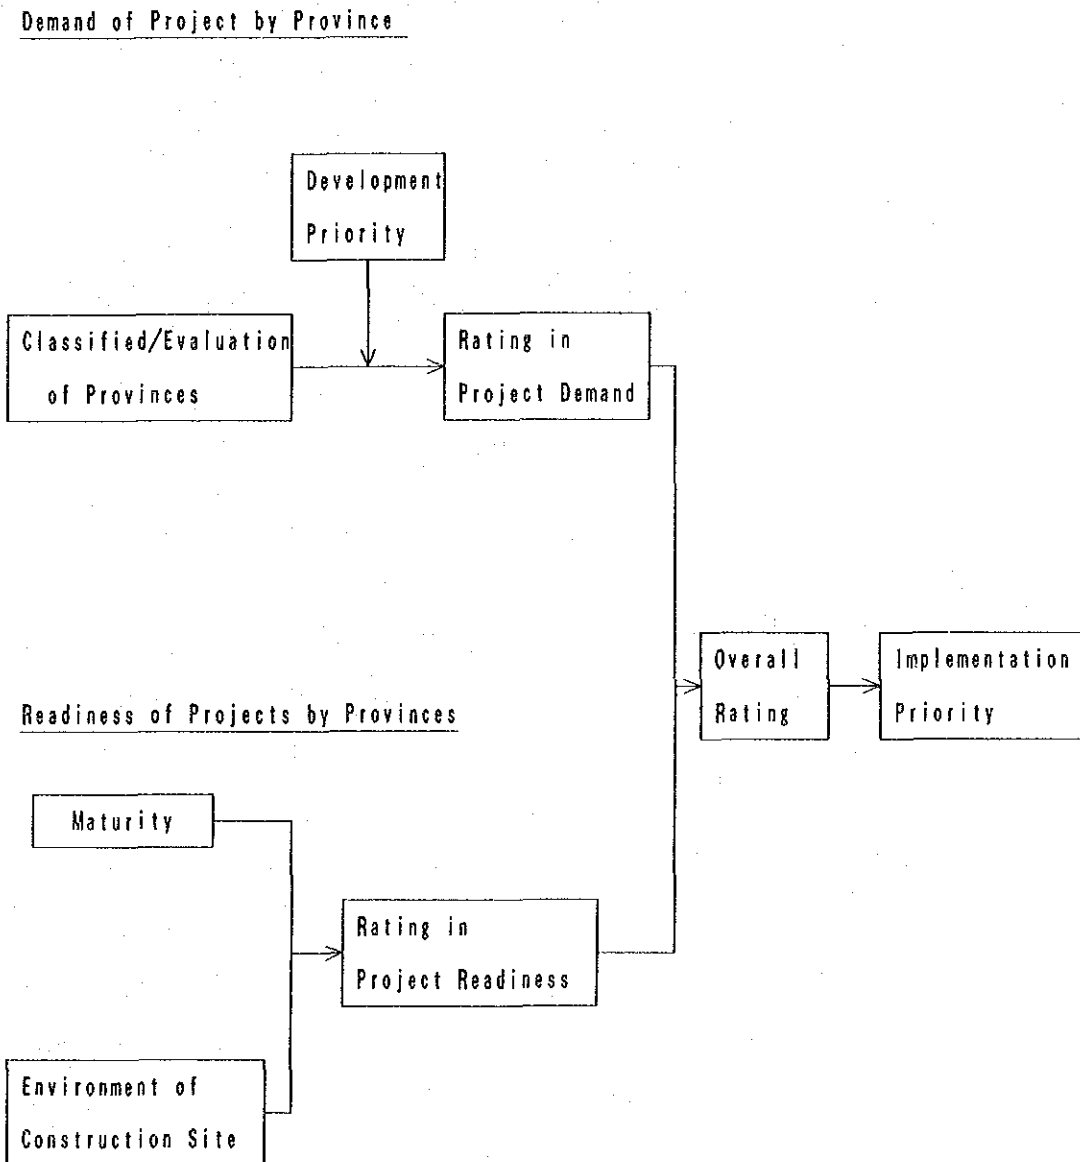 Demand of Project by Province
Development
Priority
Classified/Evaluation
of Provinces
Rating in
Project Demand
Overall
Rating
Implementation
Priority
Readiness of Projects by Provinces
Maturity
Rating in
Project Readiness
Environment of
Construction Site